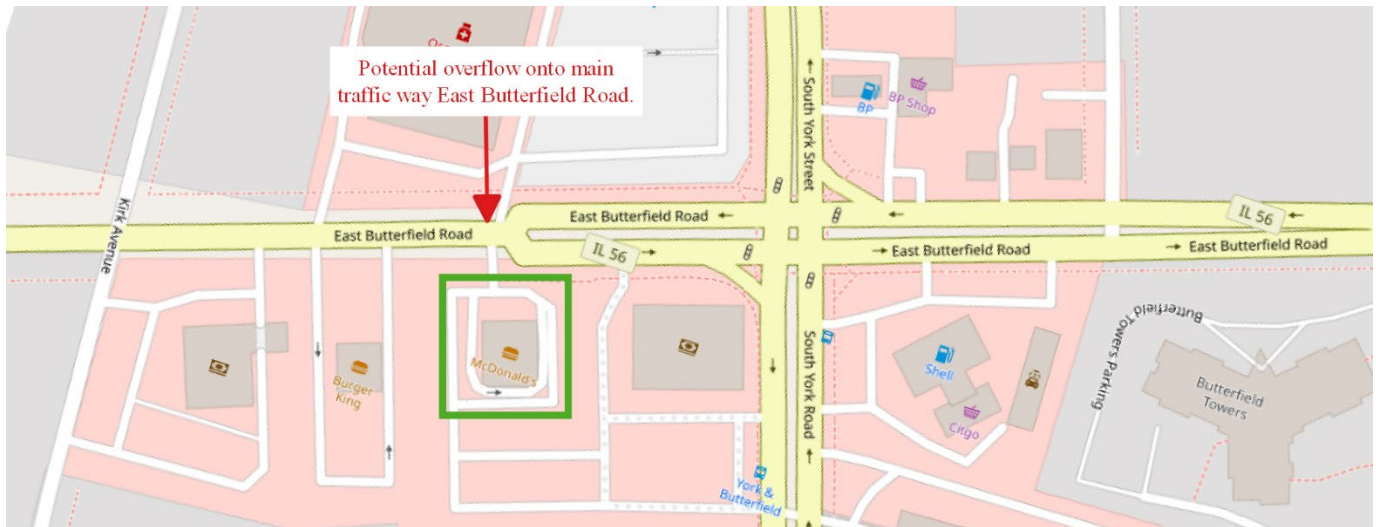 Potential overflow onto main
traffic way East Butterfield Road.
South York Street
BP
BP Shop
Kirk Avenue
East Butterfield Road
IL 56
East Butterfield Road
IL 56
East Butterfield Road
East Butterfield Road
McDonald's
Burger
King
South York Road
Shell
Citgo
Butterfield Towers Parking
Butterfield
Towers
York &
Butterfield